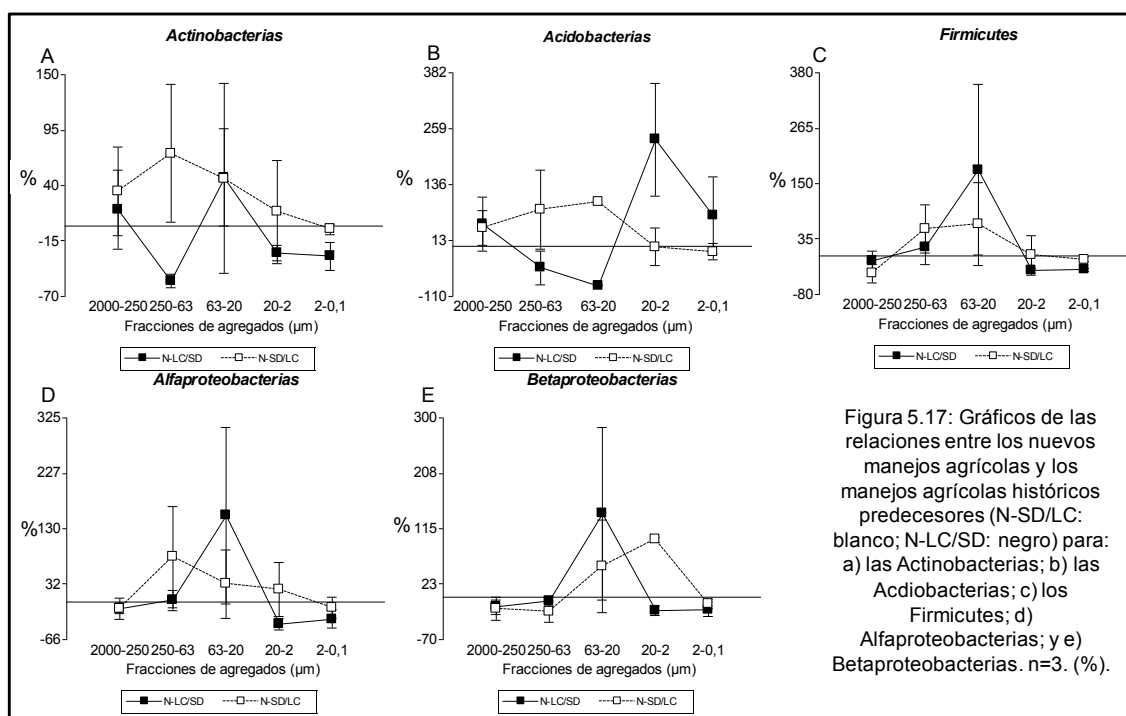 Actinobacterias
A
150
95
40
-15
-70
%
2000-250 250-63 63-20 20-2 2-0,1
Fracciones de agregados (µm)
N-LC/SD N-SD/LC
Acidobacterias
B
382
259
136
13
-110
%
2000-250 250-63 63-20 20-2 2-0,1
Fracciones de agregados (µm)
N-LC/SD N-SD/LC
Firmicutes
C
380
265
150
35
-80
%
2000-250 250-63 63-20 20-2 2-0,1
Fracciones de agregados (µm)
N-LC/SD N-SD/LC
Alfaproteobacterias
D
325
227
130
32
-66
%
2000-250 250-63 63-20 20-2 2-0,1
Fracciones de agregados (µm)
N-LC/SD N-SD/LC
Betaproteobacterias
E
300
208
115
23
-70
%
2000-250 250-63 63-20 20-2 2-0,1
Fracciones de agregados (µm)
N-LC/SD N-SD/LC
Figura 5.17: Gráficos de las
relaciones entre los nuevos
manejos agrícolas y los
manejos agrícolas históricos
predecesores (N-SD/LC:
blanco; N-LC/SD: negro) para:
a) las Actinobacterias; b) las
Acdiobacterias; c) los
Firmicutes; d)
Alfaproteobacterias; y e)
Betaproteobacterias. n=3. (%).